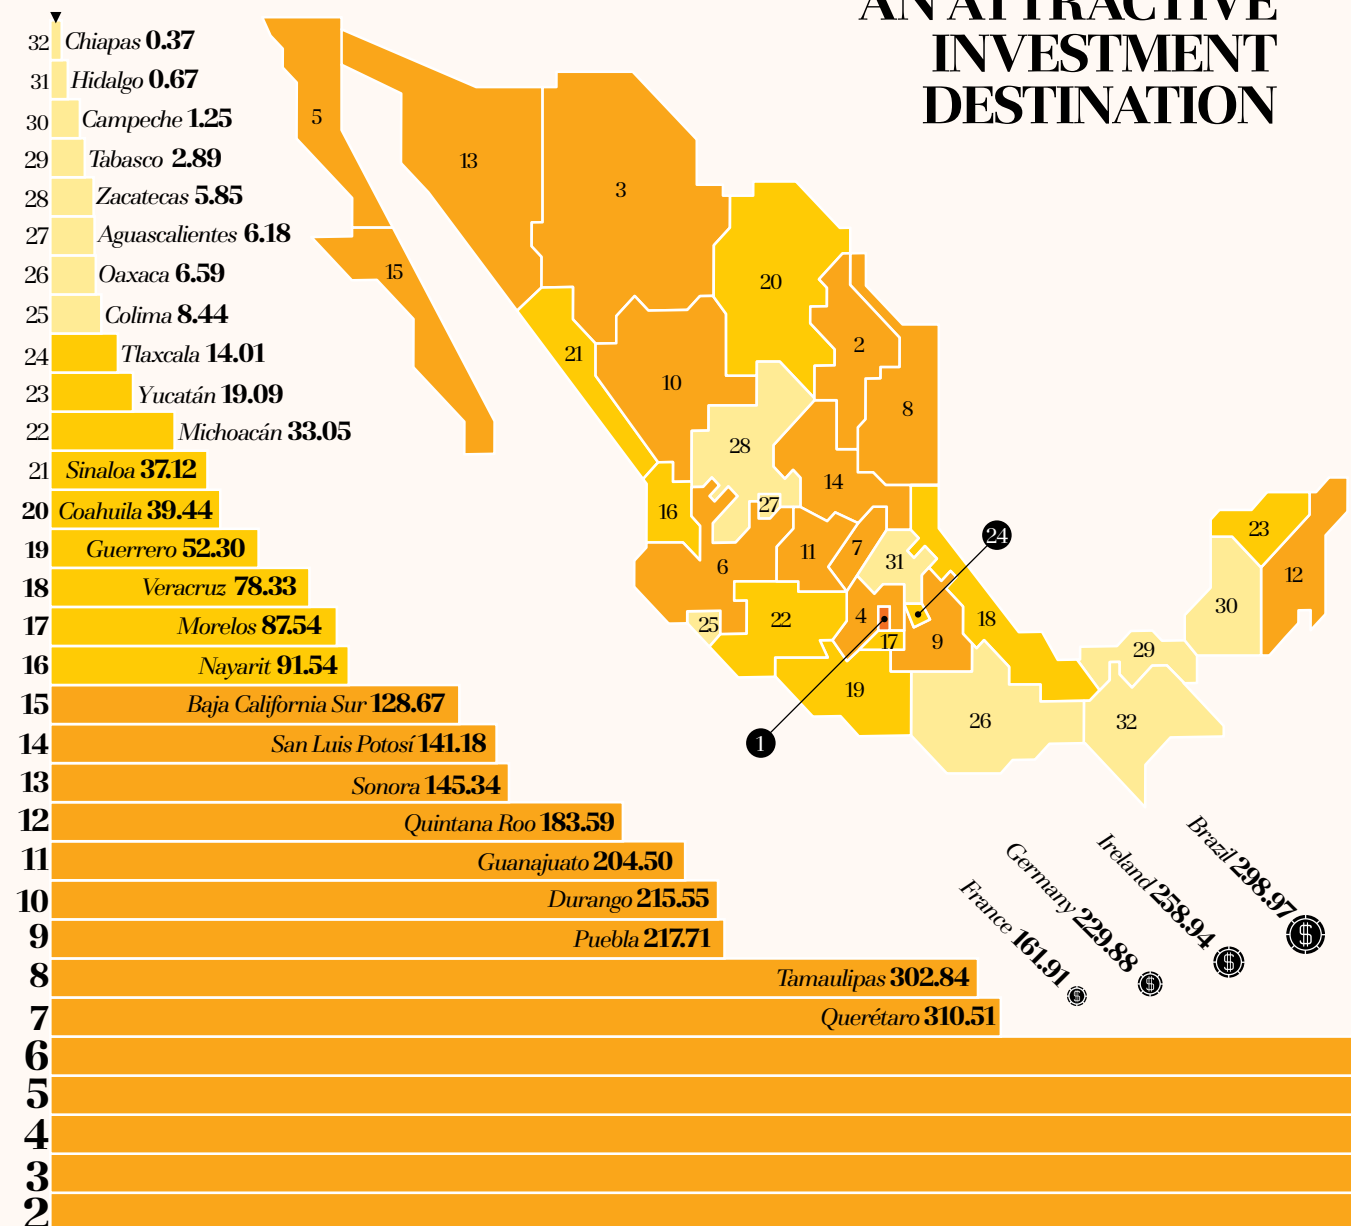 AN ATTRACTIVE
INVESTMENT
DESTINATION
32 Chiapas 0.37
31 Hidalgo 0.67
30 Campeche 1.25
29 Tabasco 2.89
28 Zacatecas 5.85
27 Aguascalientes 6.18
26 Oaxaca 6.59
25 Colima 8.44
24 Tlaxcala 14.01
23 Yucatán 19.09
22 Michoacán 33.05
21 Sinaloa 37.12
20 Coahuila 39.44
19 Guerrero 52.30
18 Veracruz 78.33
17 Morelos 87.54
16 Nayarit 91.54
15 Baja California Sur 128.67
14 San Luis Potosí 141.18
13 Sonora 145.34
12 Quintana Roo 183.59
11 Guanajuato 204.50
10 Durango 215.55
9 Puebla 217.71
8 Tamaulipas 302.84
7 Querétaro 310.51
6
5
4
3
2
5
13
3
15
20
21
2
10
8
28
14
16
27
23
24
11
7
6
31
12
30
25
22
4
18
17
9
29
19
26
32
1
France 161.91 $
Germany 229.88 $
Ireland 258.94 $
Brazil 298.97 $